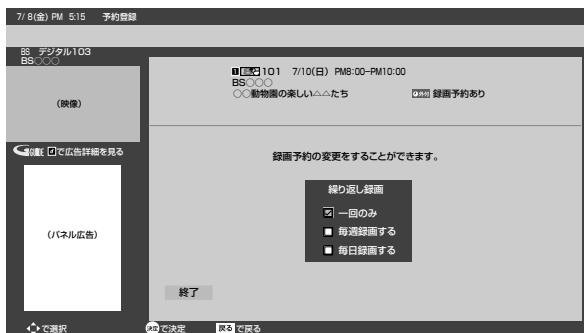 7/ 8(金) PM 5:15 予約登録
BS デジタル103
BS○○○
(映像)
GUIDE dで広告詳細を見る
(パネル広告)
101 7/10(日) PM8:00–PM10:00
BS○○○
○○動物園の楽しい△△たち 録画予約あり
録画予約の変更をすることができます。
繰り返し録画
一回のみ
毎週録画する
毎日録画する
終了
で選択 決定で決定 戻るで戻る